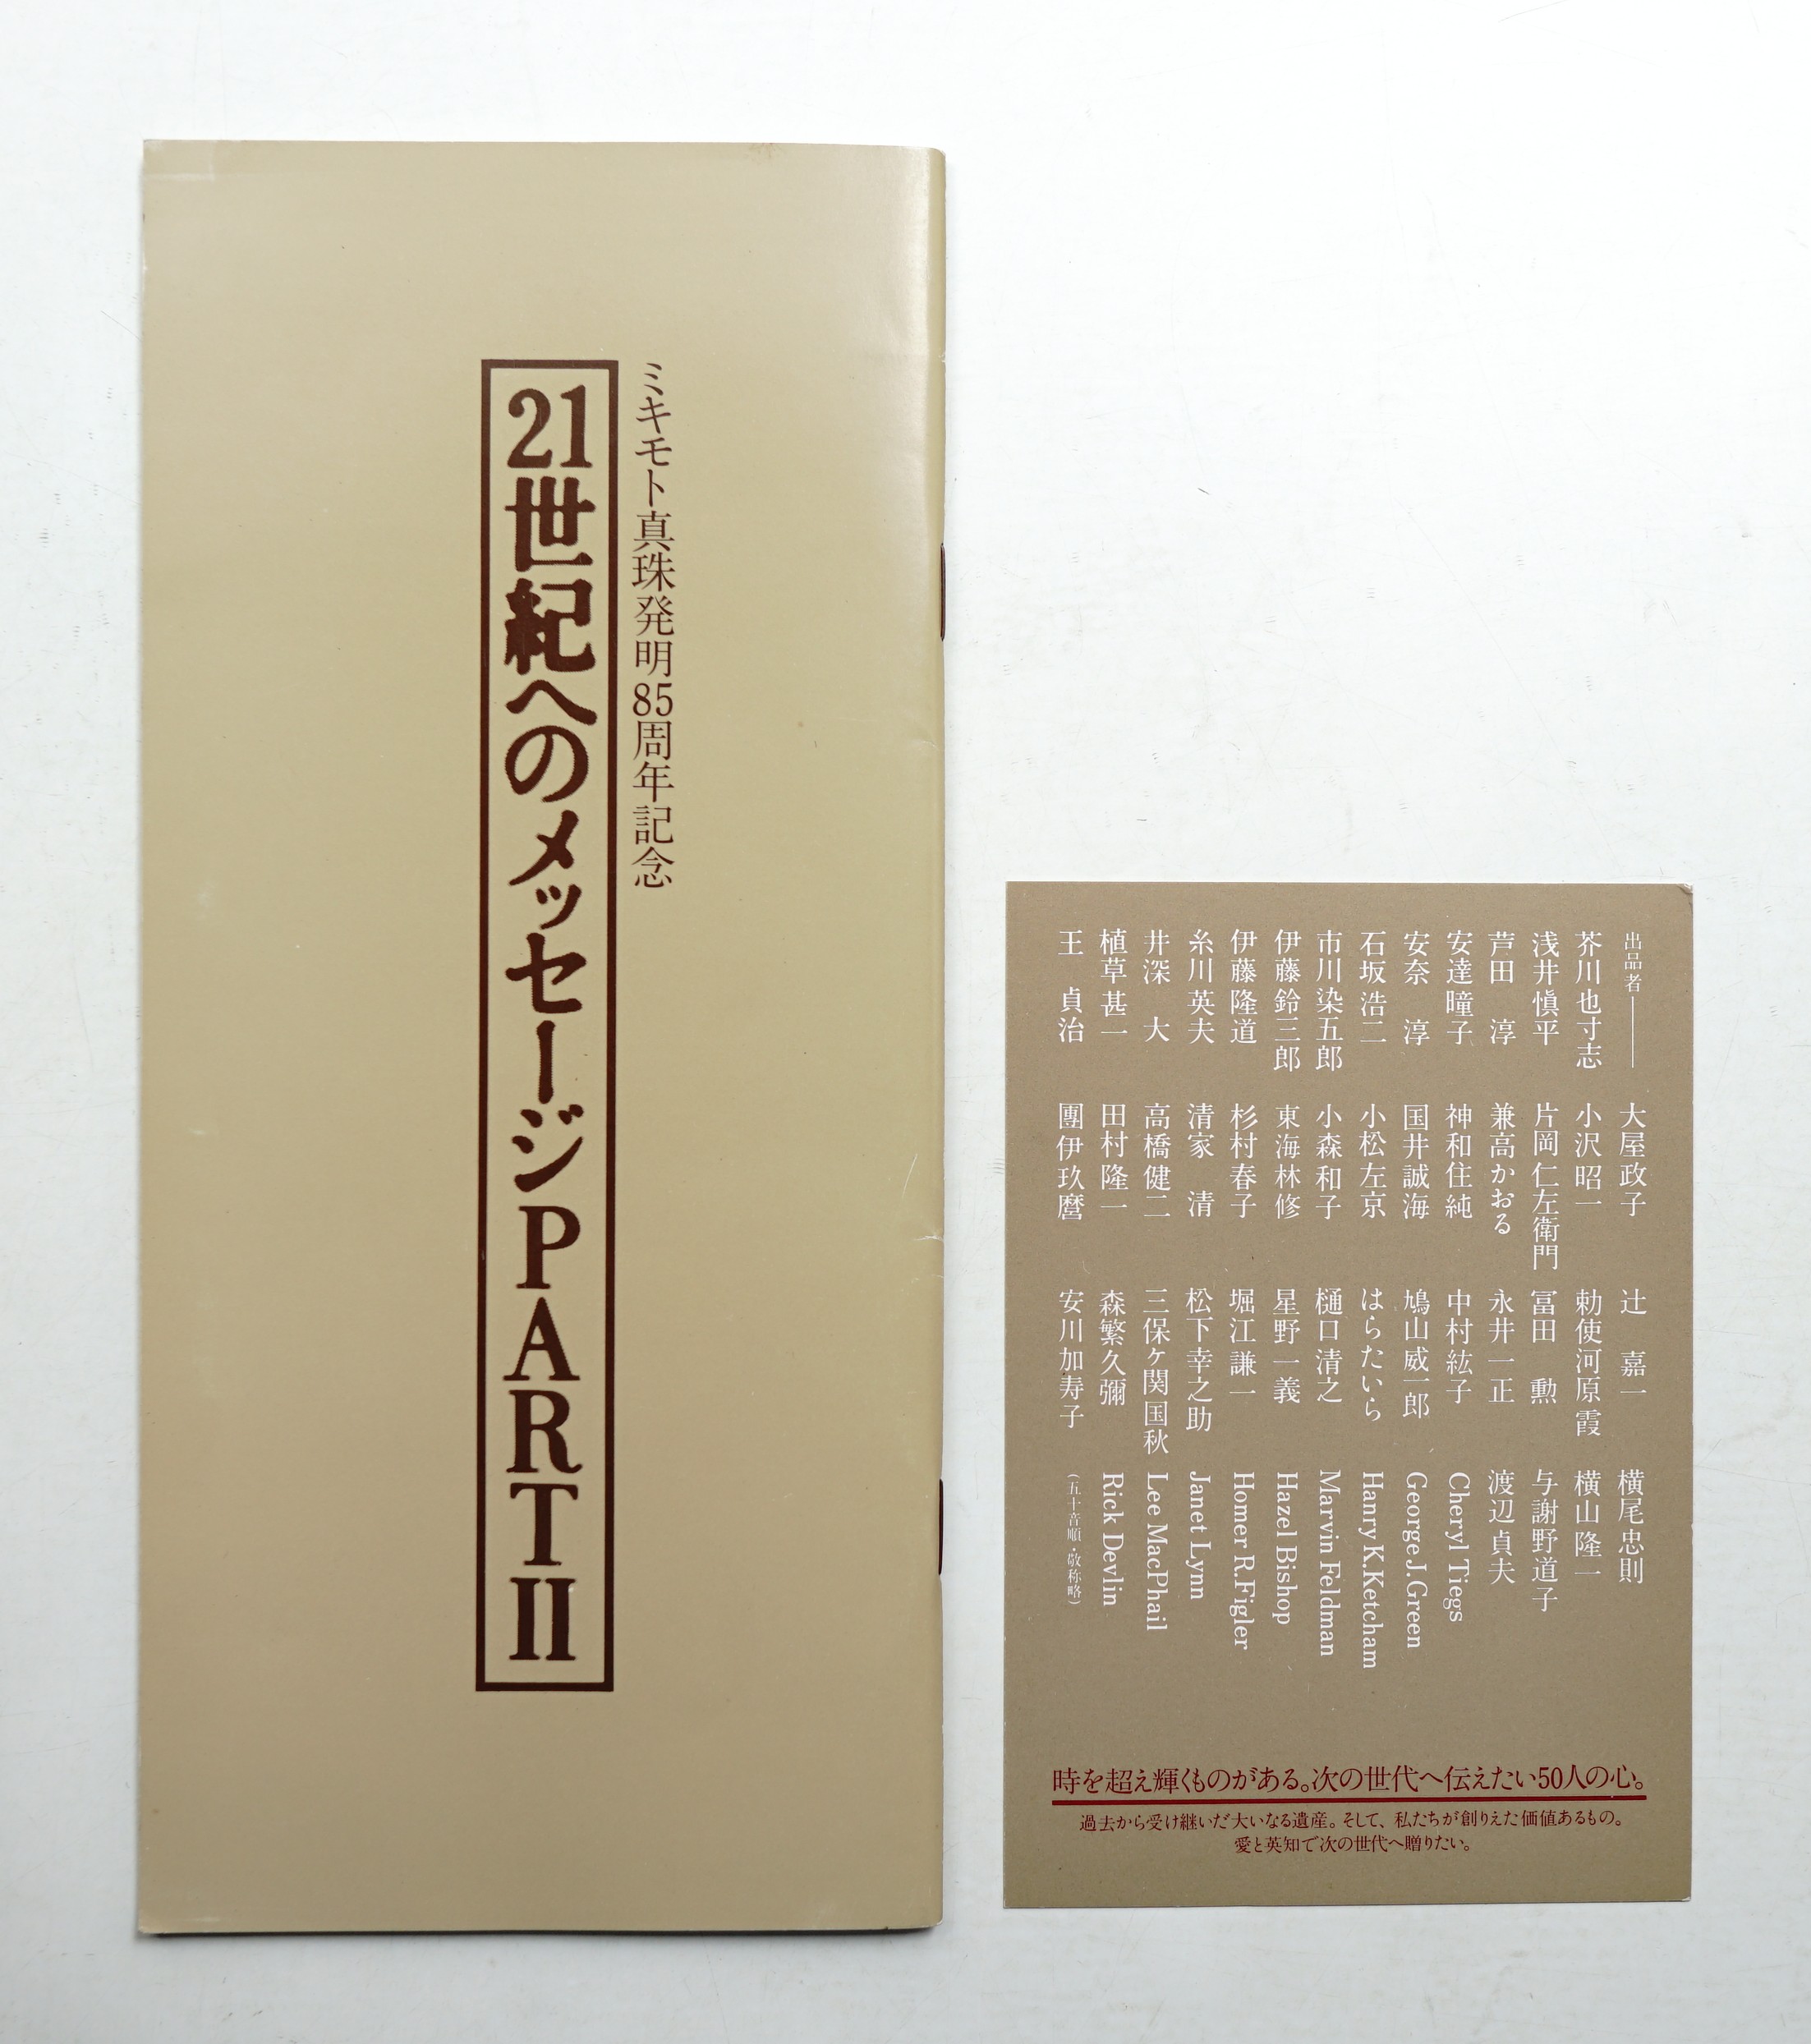 ミキモト真珠発明85周年記念
21世紀へのメッセージPARTII
出品者
芥川也寸志
浅井愼平
芦田 淳
安達瞳子
安奈 淳
石坂浩二
市川染五郎
伊藤鈴三郎
伊藤隆道
糸川英夫
井深 大
植草甚一
王 貞治
大屋政子
小沢昭一
片岡仁左衛門
兼高かおる
神和住純
国井誠海
小松左京
小森和子
東海林修
杉村春子
清家 清
高橋健二
田村隆一
團伊玖麿
辻 嘉一
勅使河原 霞
冨田 勲
永井一正
中村紘子
鳩山威一郎
はらたいら
樋口清之
星野一義
堀江謙一
松下幸之助
三保ヶ関国秋
森繁久彌
安川加寿子
横尾忠則
横山隆一
与謝野道子
渡辺貞夫
Cheryl Tiegs
George J.Green
Hanry K.Ketcham
Marvin Feldman
Hazel Bishop
Homer R.Figler
Janet Lynn
Lee MacPhail
Rick Devlin
(五十音順・敬称略)
時を超え輝くものがある。次の世代へ伝えたい50人の心。
過去から受け継いだ大いなる遺産。そして、私たちが創りえた価値あるもの。
愛と英知で次の世代へ贈りたい。